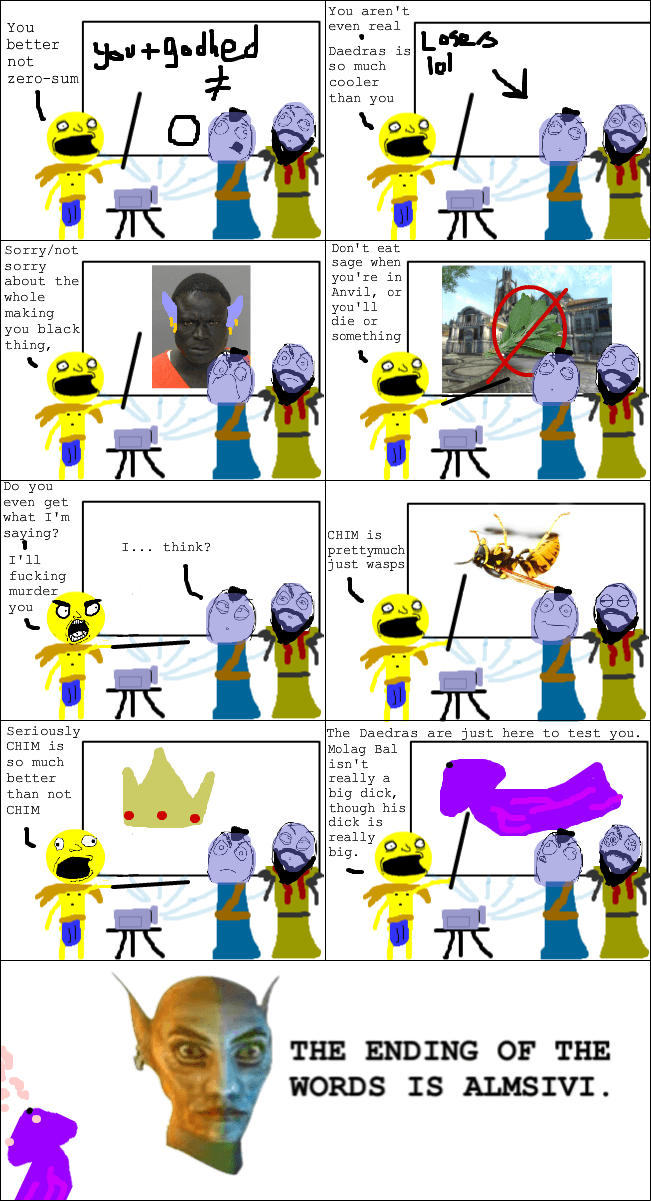 You
better
not
zero-sum
you+godhed
≠
0
You aren't
even real
Daedras is
so much
cooler
than you
Losers
lol
Sorry/not
sorry
about the
whole
making
you black
thing,
Don't eat
sage when
you're in
Anvil, or
you'll
die or
something
Do you
even get
what I'm
saying?
I'll
fucking
murder
you
I... think?
CHIM is
prettymuch
just wasps
Seriously
CHIM is
so much
better
than not
CHIM
The Daedras are just here to test you.
Molag Bal
isn't
really a
big dick,
though his
dick is
really
big.
THE ENDING OF THE
WORDS IS ALMSIVI.